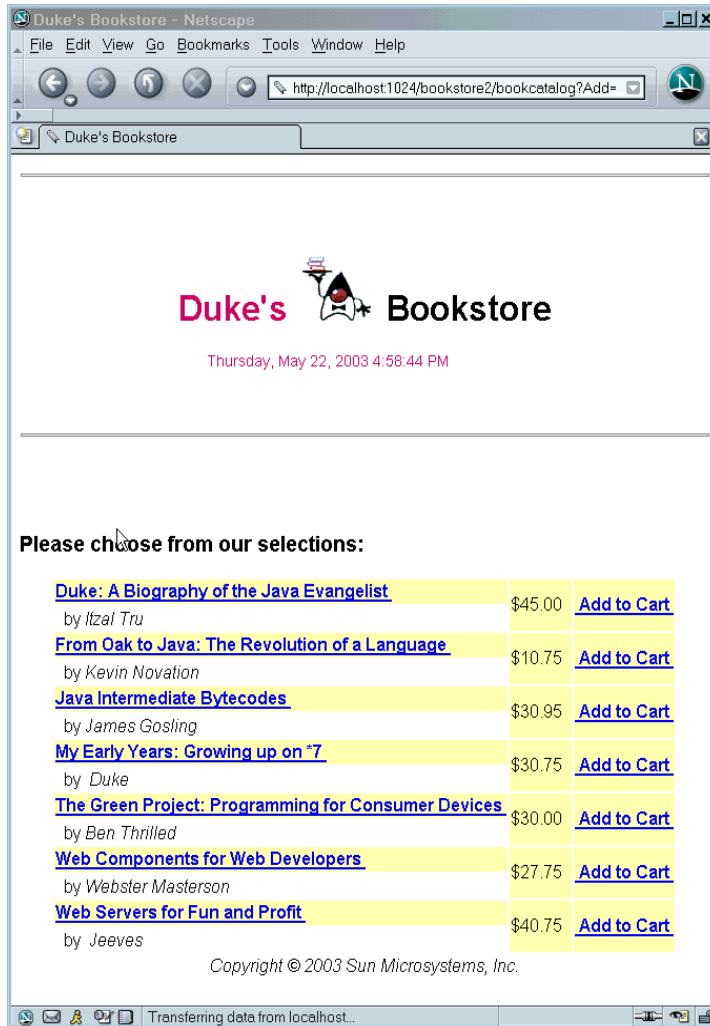 Duke's Bookstore - Netscape
File Edit View Go Bookmarks Tools Window Help
http://localhost:1024/bookstore2/bookcatalog?Add=
N
Duke's Bookstore
Duke's Bookstore
Thursday, May 22, 2003 4:58:44 PM
Please choose from our selections:
Duke: A Biography of the Java Evangelist
by Itzal Tru
$45.00 Add to Cart
From Oak to Java: The Revolution of a Language
by Kevin Novation
$10.75 Add to Cart
Java Intermediate Bytecodes
by James Gosling
$30.95 Add to Cart
My Early Years: Growing up on *7
by Duke
$30.75 Add to Cart
The Green Project: Programming for Consumer Devices
by Ben Thrilled
$30.00 Add to Cart
Web Components for Web Developers
by Webster Masterson
$27.75 Add to Cart
Web Servers for Fun and Profit
by Jeeves
$40.75 Add to Cart
Copyright © 2003 Sun Microsystems, Inc.
Transferring data from localhost...